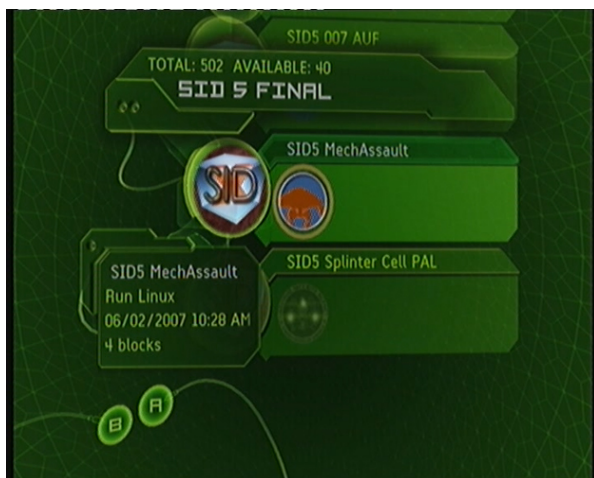 SID5 007 AUF
TOTAL: 502 AVAILABLE: 40
SID 5 FINAL
SID5 MechAssault
SID
SID5 MechAssault
Run Linux
06/02/2007 10:28 AM
4 blocks
SID5 Splinter Cell PAL
B A